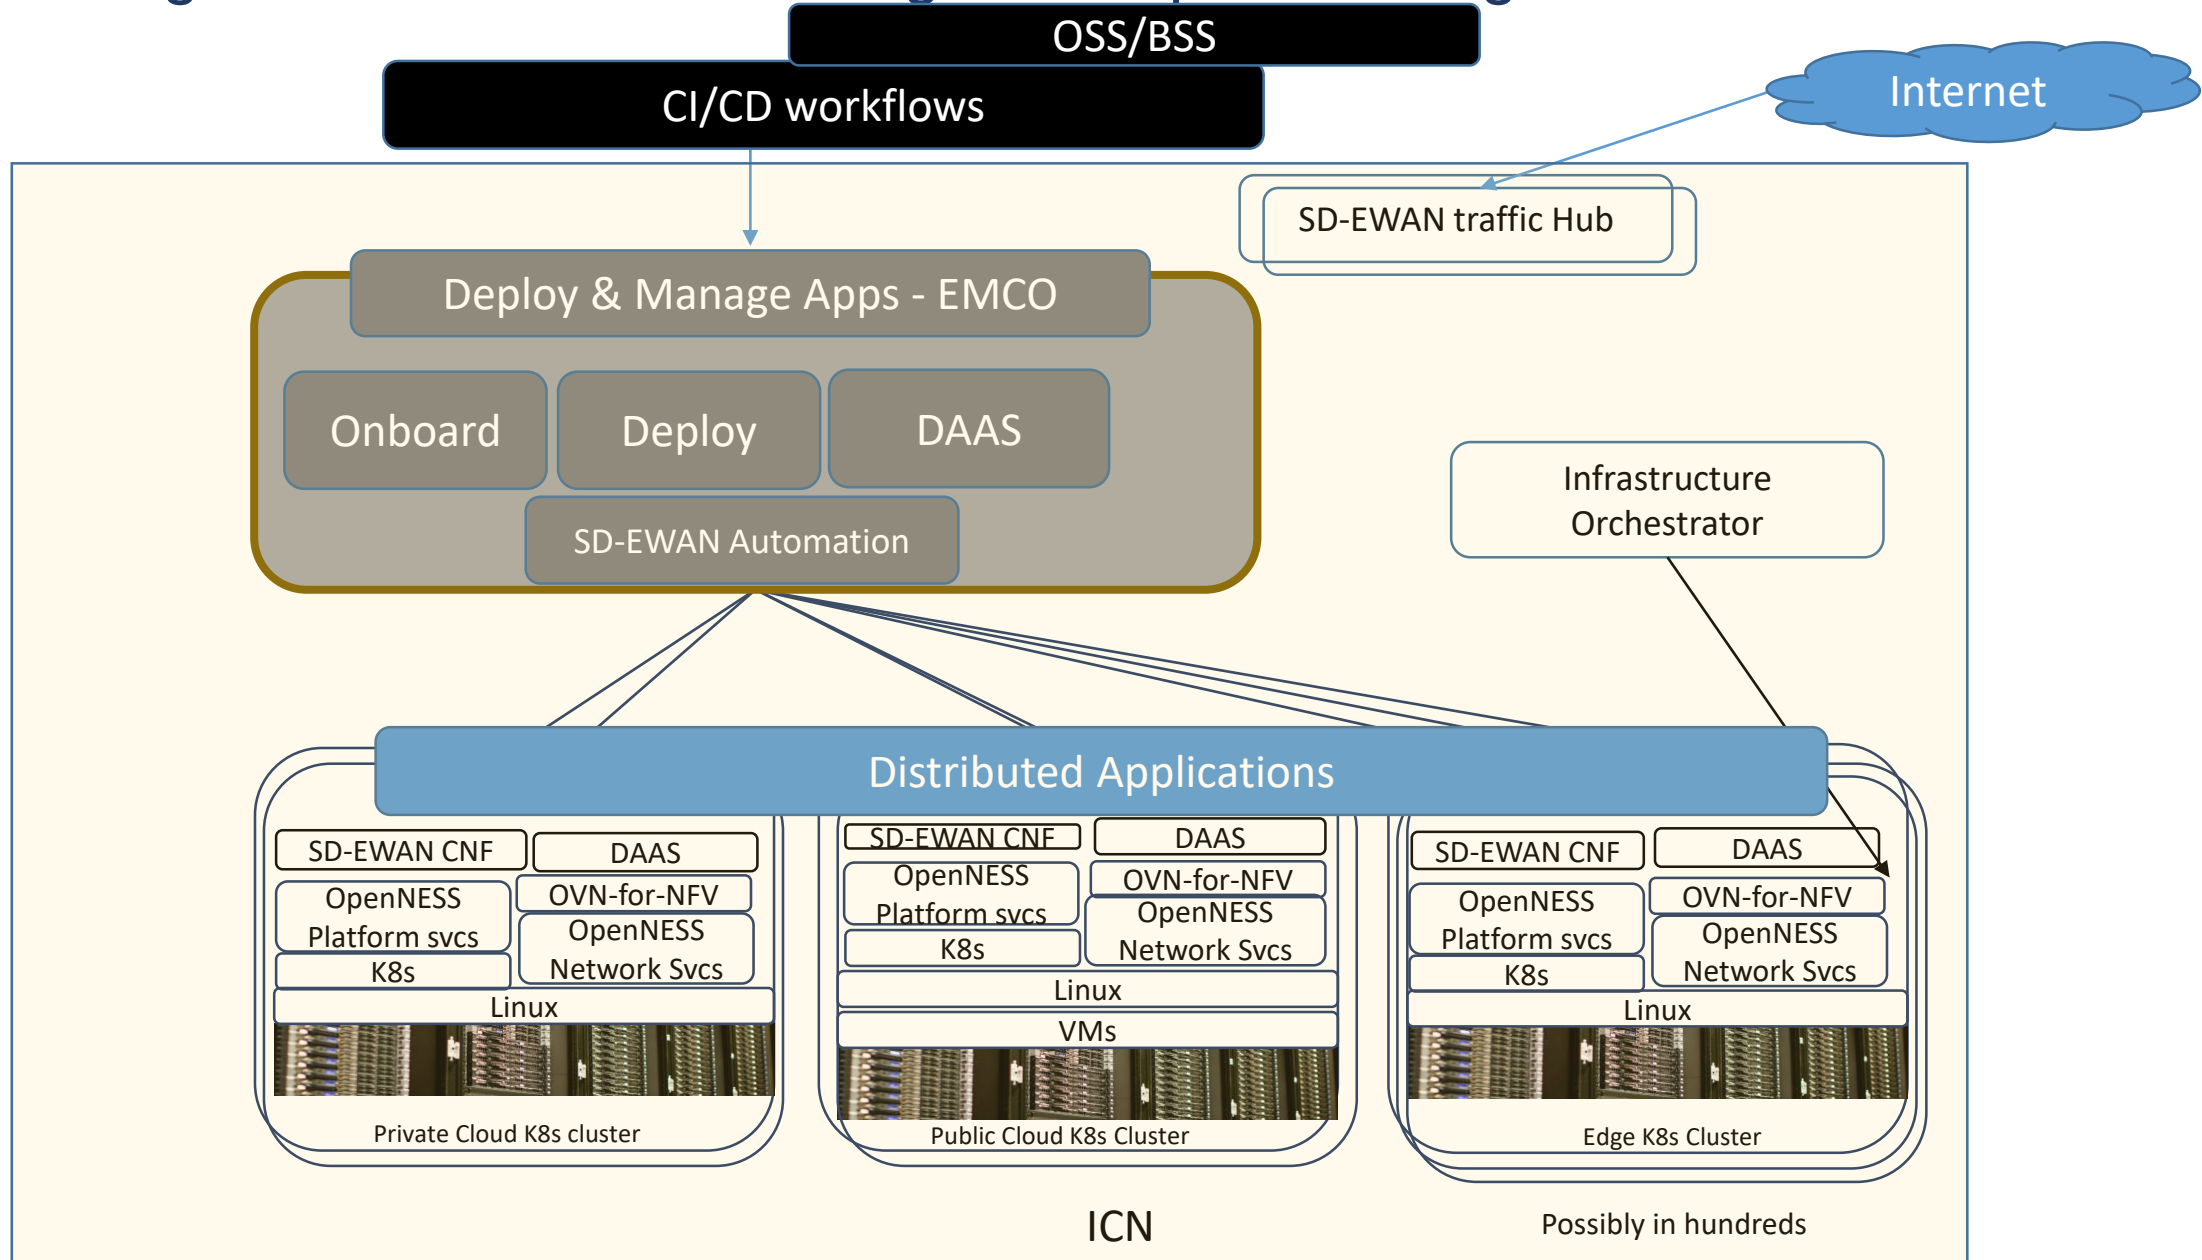 OSS/BSS
CI/CD workflows
Internet
SD-EWAN traffic Hub
Deploy & Manage Apps - EMCO
Onboard
Deploy
DAAS
SD-EWAN Automation
Infrastructure
Orchestrator
Distributed Applications
SD-EWAN CNF
DAAS
OpenNESS
Platform svcs
OVN-for-NFV
OpenNESS
Network Svcs
K8s
Linux
Private Cloud K8s cluster
SD-EWAN CNF
DAAS
OpenNESS
Platform svcs
OVN-for-NFV
OpenNESS
Network Svcs
K8s
Linux
VMs
Public Cloud K8s Cluster
SD-EWAN CNF
DAAS
OpenNESS
Platform svcs
OVN-for-NFV
OpenNESS
Network Svcs
K8s
Linux
Edge K8s Cluster
ICN
Possibly in hundreds